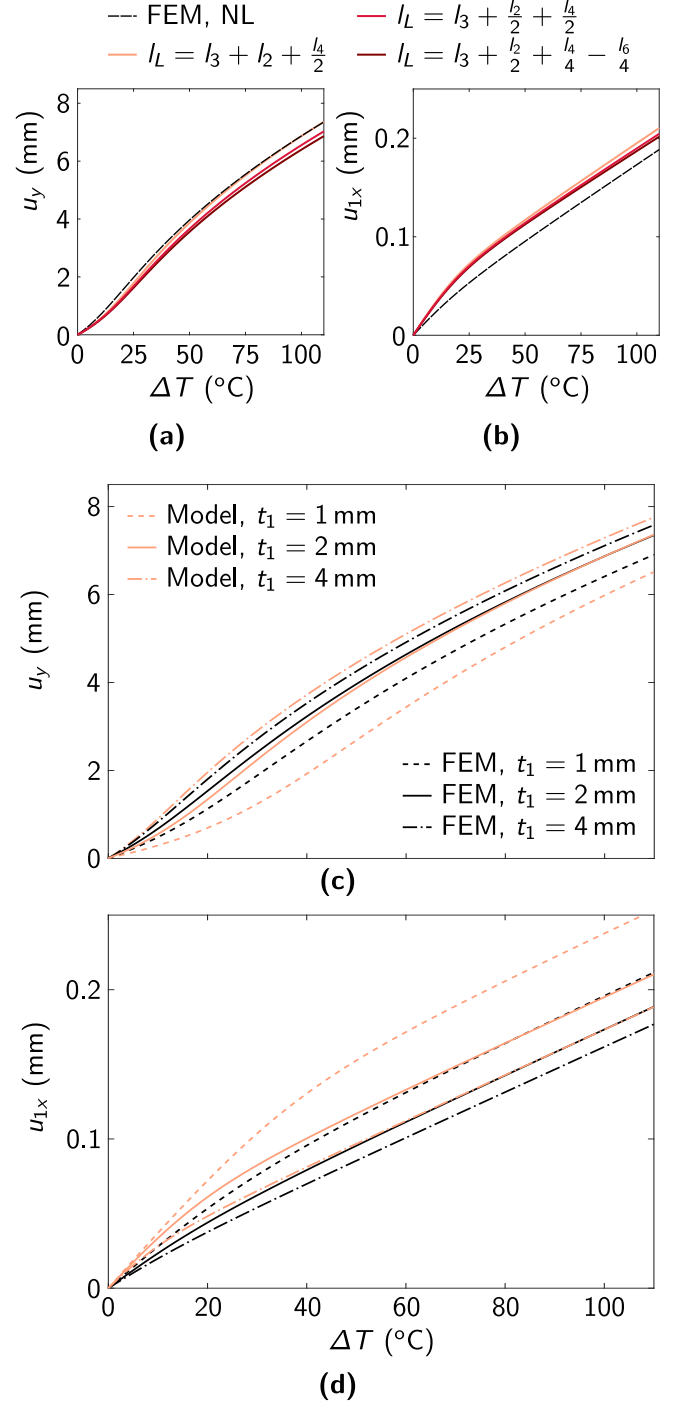 FEM, NL
l_L = l_3 + l_2/2 + l_4/2
l_L = l_3 + l_2 + l_4/2
l_L = l_3 + l_2/2 + l_4/4 − l_6/4
8
6
4
2
0
u_y (mm)
0 25 50 75 100
ΔT (°C)
(a)
0.2
0.1
0
u_1x (mm)
0 25 50 75 100
ΔT (°C)
(b)
8
6
4
2
0
u_y (mm)
Model, t_1 = 1 mm
Model, t_1 = 2 mm
Model, t_1 = 4 mm
FEM, t_1 = 1 mm
FEM, t_1 = 2 mm
FEM, t_1 = 4 mm
(c)
0.2
0.1
0
u_1x (mm)
0 20 40 60 80 100
ΔT (°C)
(d)